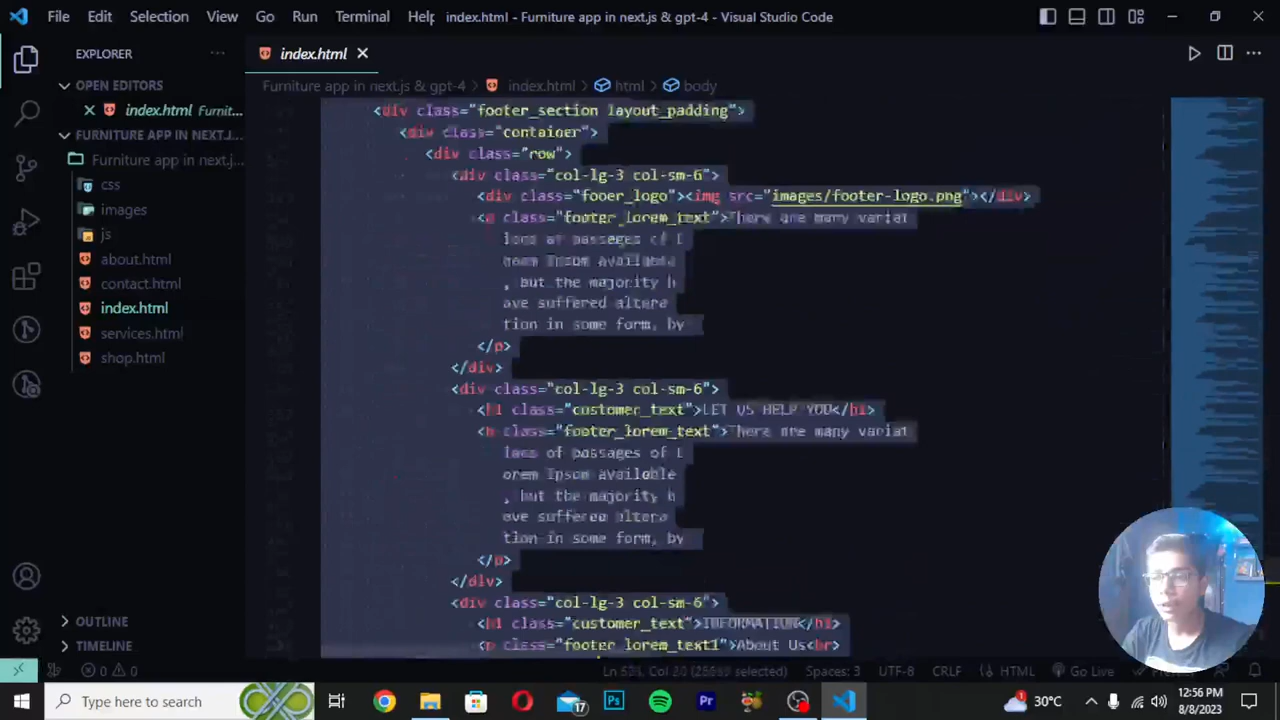 File Edit Selection View Go Run Terminal Help index.html - Furniture app in next.js & gpt-4 - Visual Studio Code
EXPLORER
index.html
OPEN EDITORS
Furniture app in next.js & gpt-4 index.html html body
index.html Furnit...
FURNITURE APP IN NEXT.J...
Furniture app in next.j...
css
images
js
about.html
contact.html
index.html
services.html
shop.html
<div class="footer_section layout_padding">
<div class="container">
<div class="row">
<div class="col-lg-3 col-sm-6">
<div class="fooer_logo"><img src="images/footer-logo.png"></div>
class="footer_lorem_text">There are many variat
of passages of L
orem Ipsum available
, but the majority h
ave suffered altera
tion in some form, by
</p>
</div>
<div class="col-lg-3 col-sm-6">
<h1 class="customer_text">LET US HELP YOU</h1>
class="footer_lorem_text">There are many variat
ions of passages of L
orem Ipsum available
, but the majority h
ave suffered altera
tion in some form, by
</p>
</div>
<div class="col-lg-3 col-sm-6">
<h1 class="customer_text">INFORMATION</h1>
<p class="footer_lorem_text1">About Us<br>
OUTLINE
TIMELINE
0 0 selected) Spaces: 3 UTF-8 CRLF HTML Go Live Prettier
Type here to search
17
1
30°C
12:56 PM
8/8/2023